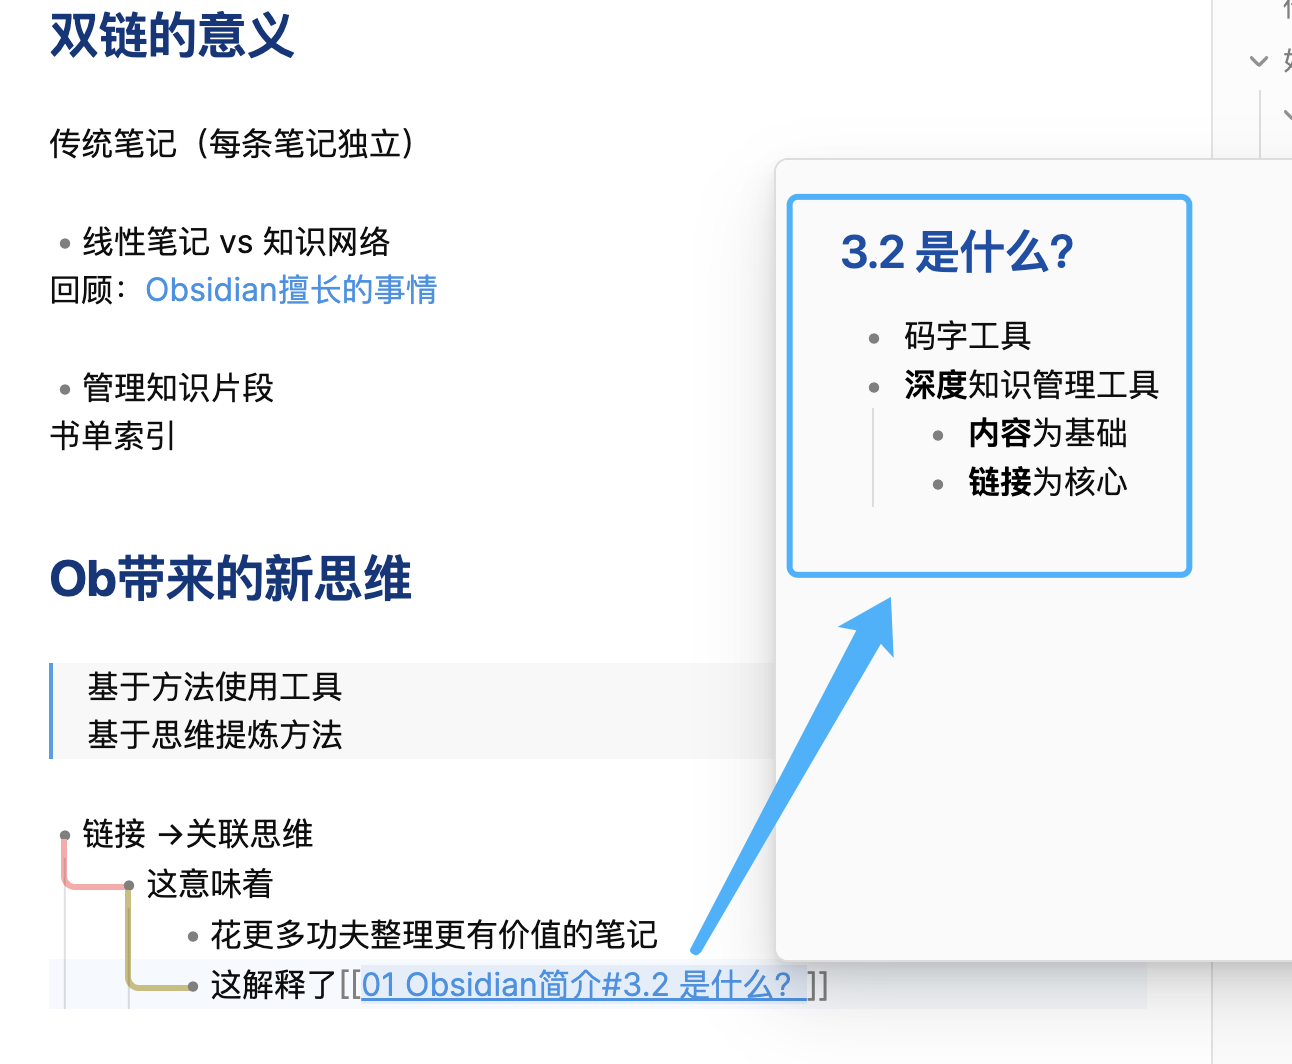 双链的意义
传统笔记（每条笔记独立）
线性笔记 vs 知识网络
回顾：Obsidian擅长的事情
管理知识片段
书单索引
Ob带来的新思维
基于方法使用工具
基于思维提炼方法
链接 →关联思维
这意味着
花更多功夫整理更有价值的笔记
这解释了[[01 Obsidian简介#3.2 是什么? ]]
3.2 是什么?
码字工具
深度知识管理工具
内容为基础
链接为核心